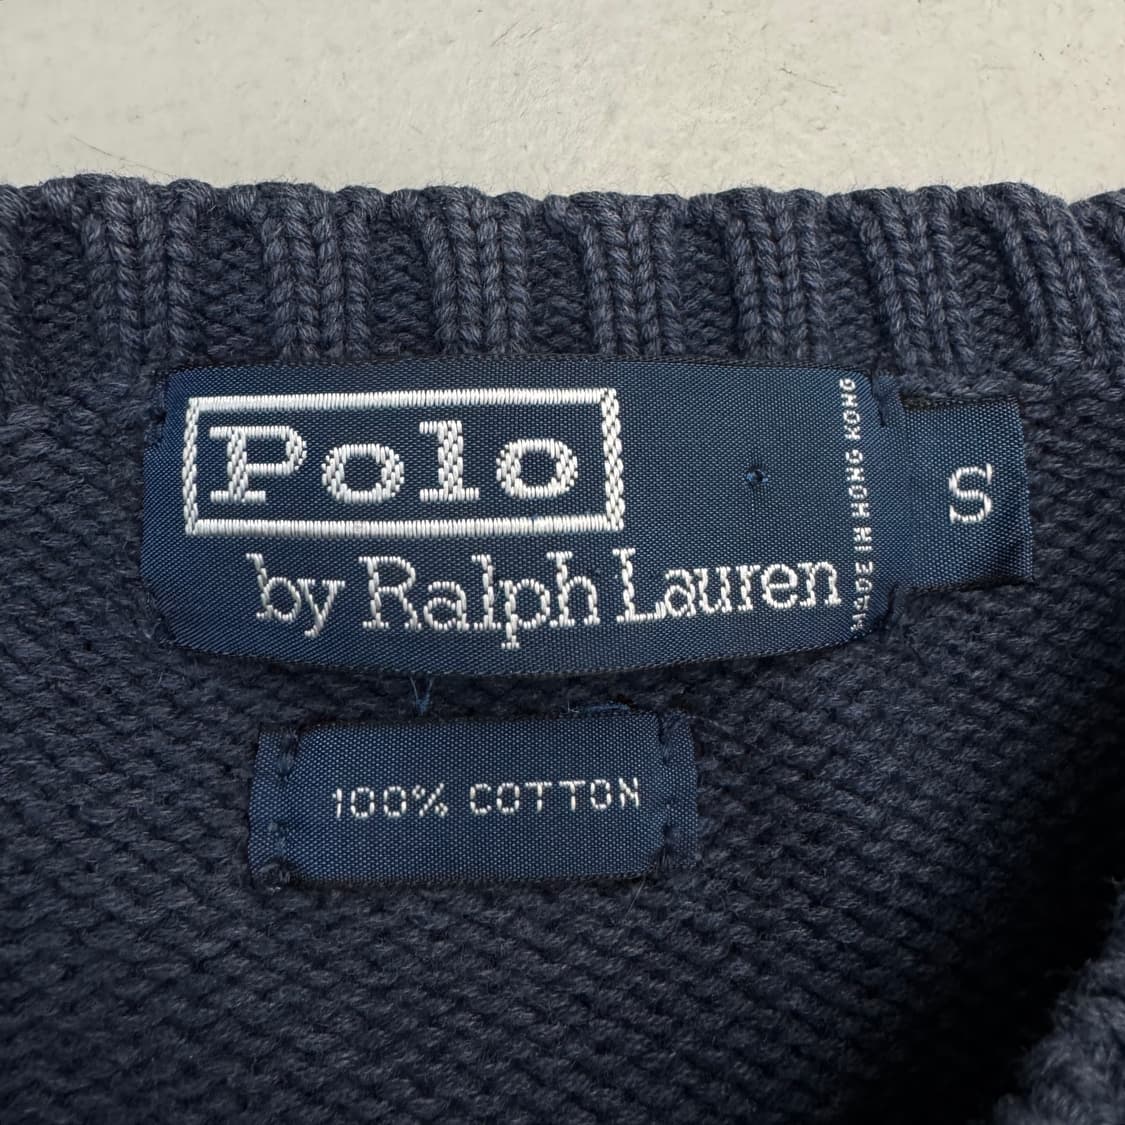 Polo
by Ralph Lauren
MADE IN HONG KONG
S
100% COTTON